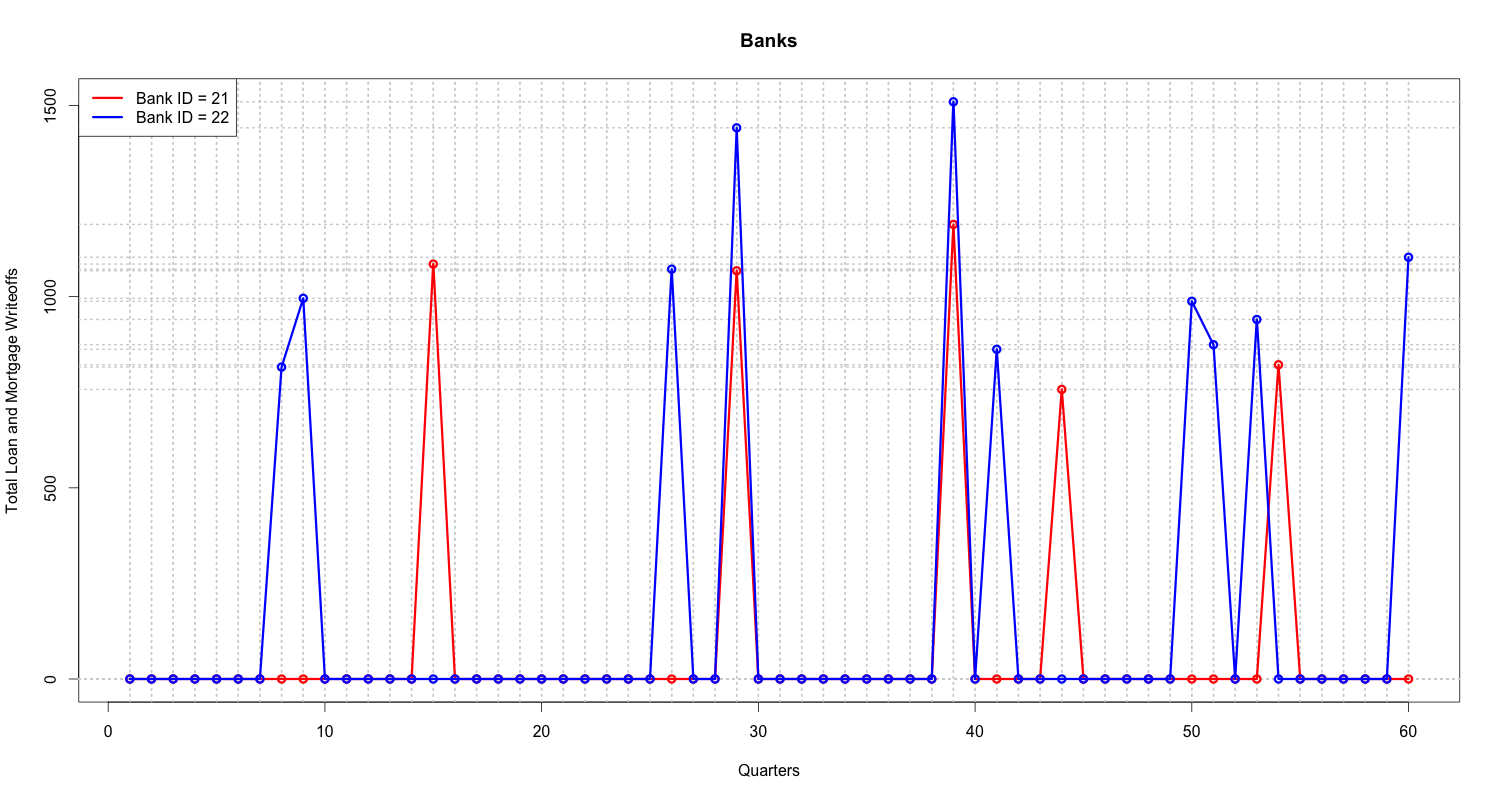 Banks
Bank ID = 21
Bank ID = 22
Total Loan and Mortgage Writeoffs
1500
1000
500
0
0 10 20 30 40 50 60
Quarters